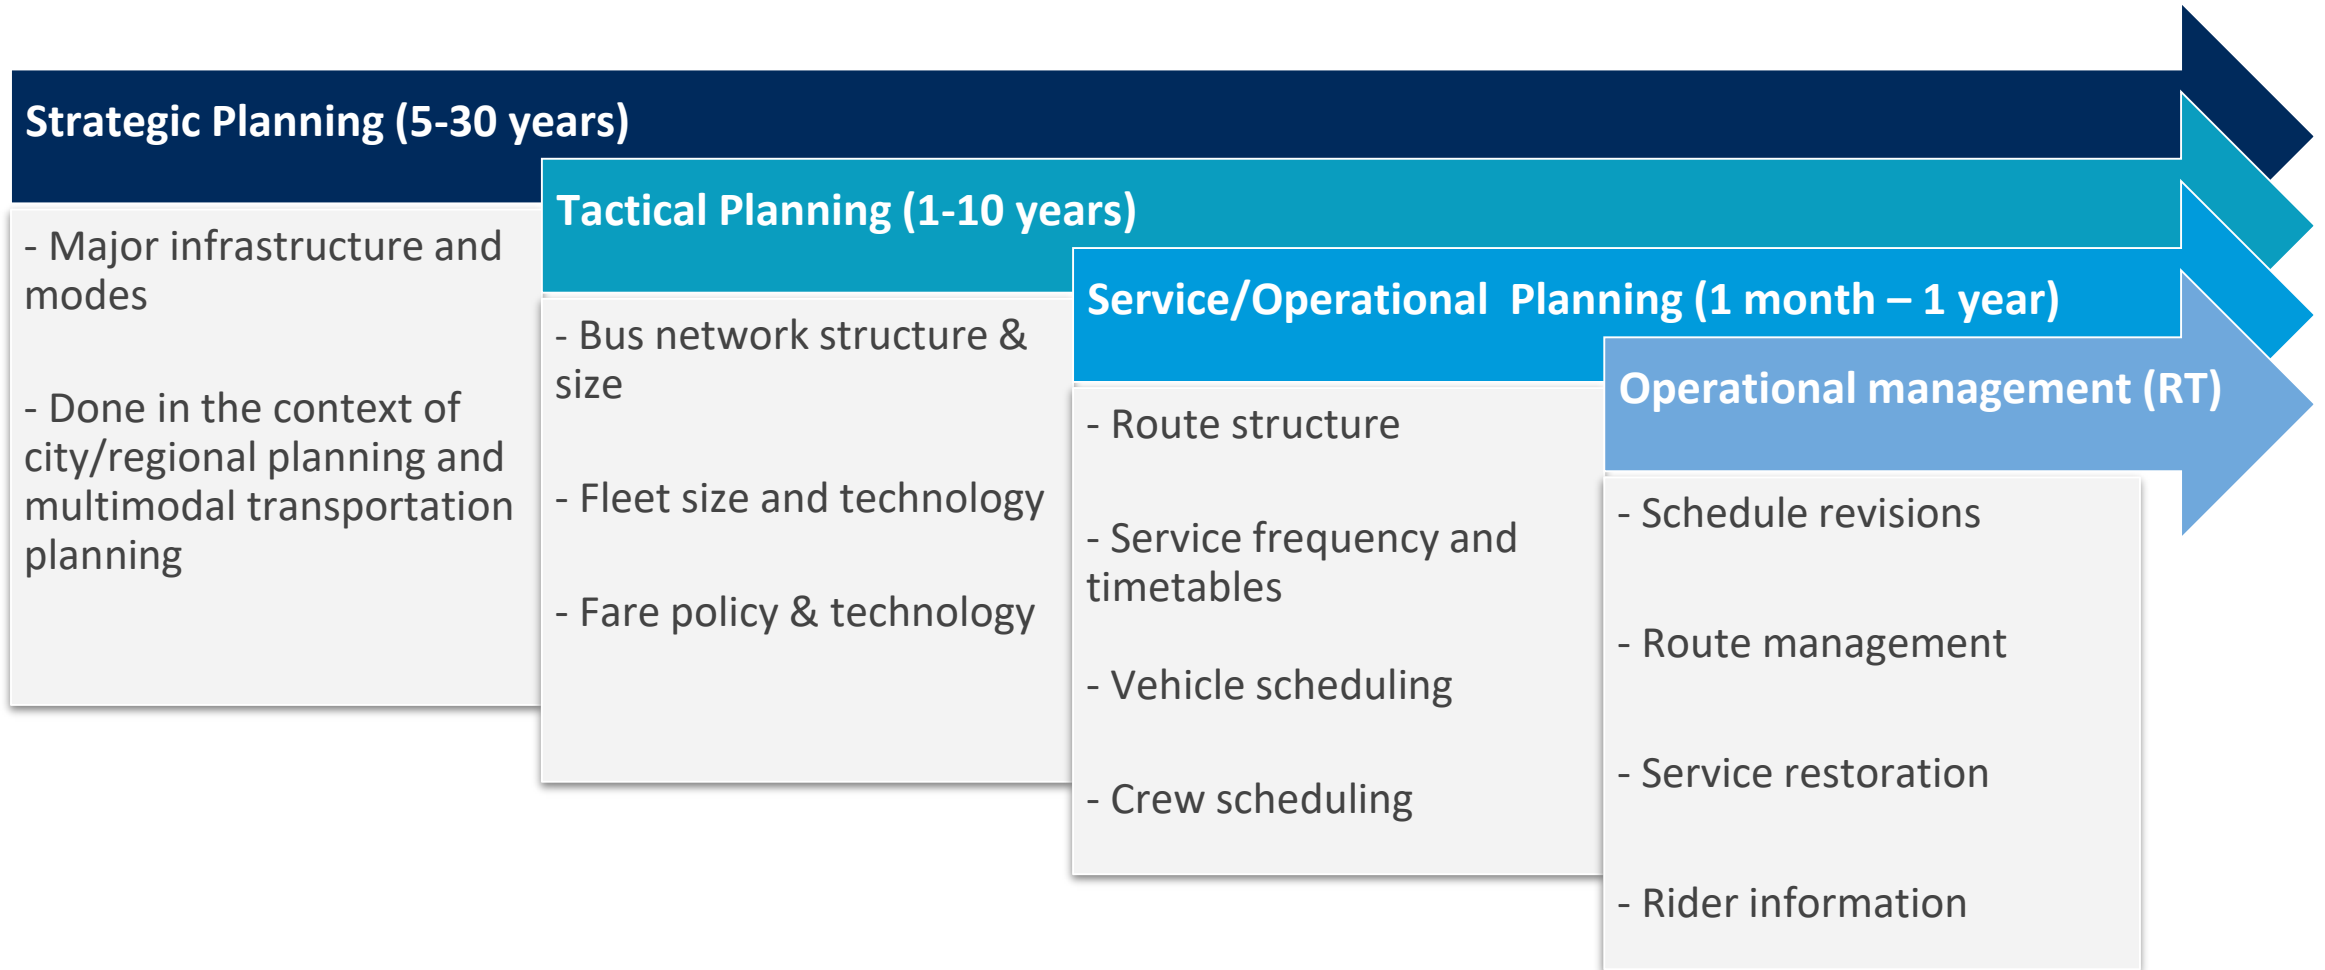 Strategic Planning (5-30 years)
- Major infrastructure and
modes
- Done in the context of
city/regional planning and
multimodal transportation
planning
Tactical Planning (1-10 years)
- Bus network structure &
size
- Fleet size and technology
- Fare policy & technology
Service/Operational  Planning (1 month – 1 year)
- Route structure
- Service frequency and
timetables
- Vehicle scheduling
- Crew scheduling
Operational management (RT)
- Schedule revisions
- Route management
- Service restoration
- Rider information